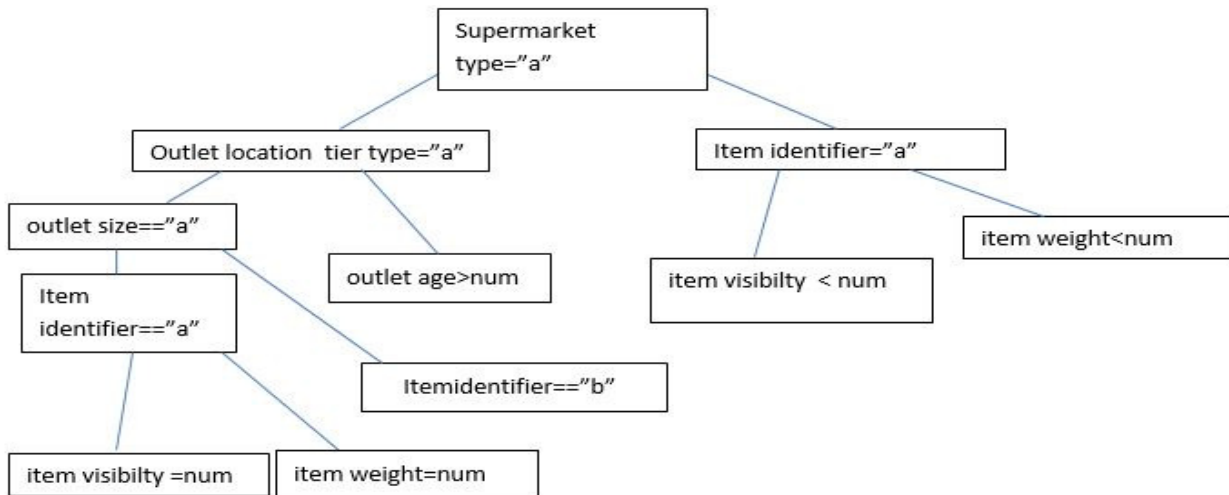 Supermarket
type=”a”
Outlet location  tier type=”a”
Item identifier=”a”
outlet size==”a”
item weight<num
outlet age>num
item visibilty  < num
Item
identifier==”a”
Itemidentifier==”b”
item visibilty =num
item weight=num